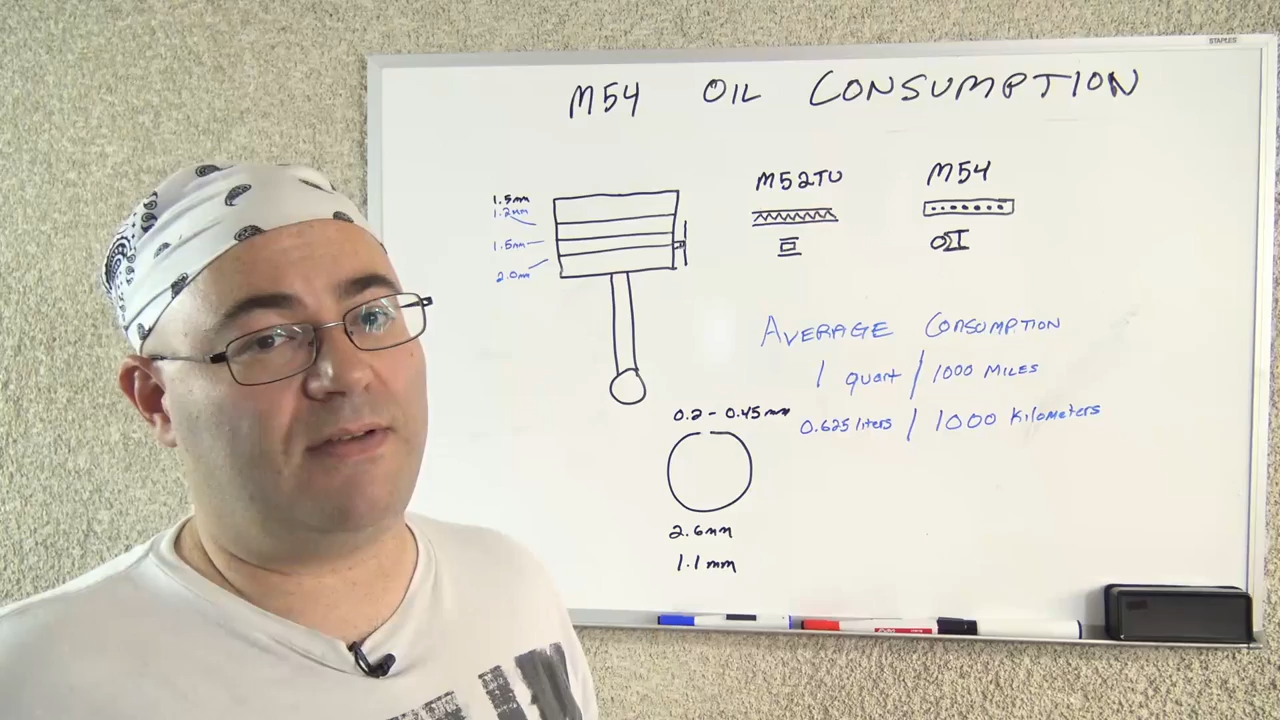 STAPLES
M54 OIL CONSUMPTION
M52TU M54
1.5mm
1.2mm
1.5mm
2.0mm
AVERAGE CONSUMPTION
1 quart / 1000 MILES
0.625 liters / 1000 Kilometers
0.2 - 0.45mm
2.6mm
1.1mm